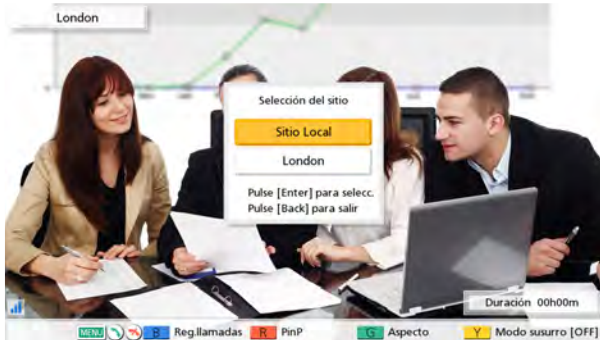 London
Selección del sitio
Sitio Local
London
Pulse [Enter] para selecc.
Pulse [Back] para salir
Duración 00h00m
MENU B Reg.llamadas R PinP G Aspecto Y Modo susurro [OFF]